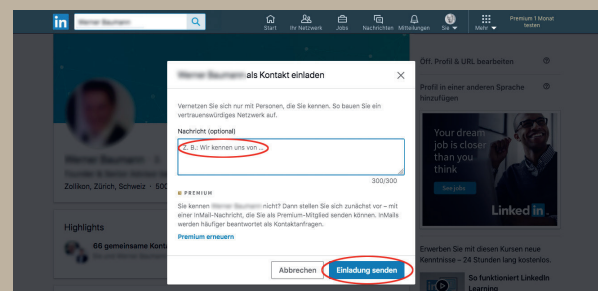 in
Start
Ihr Netzwerk
Jobs
Nachrichten
Mitteilungen
Sie
Mehr
Premium 1 Monat
testen
als Kontakt einladen
Vernetzen Sie sich nur mit Personen, die Sie kennen. So bauen Sie ein
vertrauenswürdiges Netzwerk auf.
Nachricht (optional)
Z. B.: Wir kennen uns von ...
300/300
PREMIUM
Sie kennen nicht? Dann stellen Sie sich zunächst vor – mit
einer InMail-Nachricht, die Sie als Premium-Mitglied senden können. InMails
werden häufiger beantwortet als Kontaktanfragen.
Premium erneuern
Abbrechen
Einladung senden
Zollikon, Zürich, Schweiz · 500
Highlights
66 gemeinsame Konta
Öff. Profil & URL bearbeiten
Profil in einer anderen Sprache
hinzufügen
Your dream
job is closer
than you
think
See jobs
Linked in
Erwerben Sie mit diesen Kursen neue
Kenntnisse – 24 Stunden lang kostenlos.
So funktioniert LinkedIn
Learning